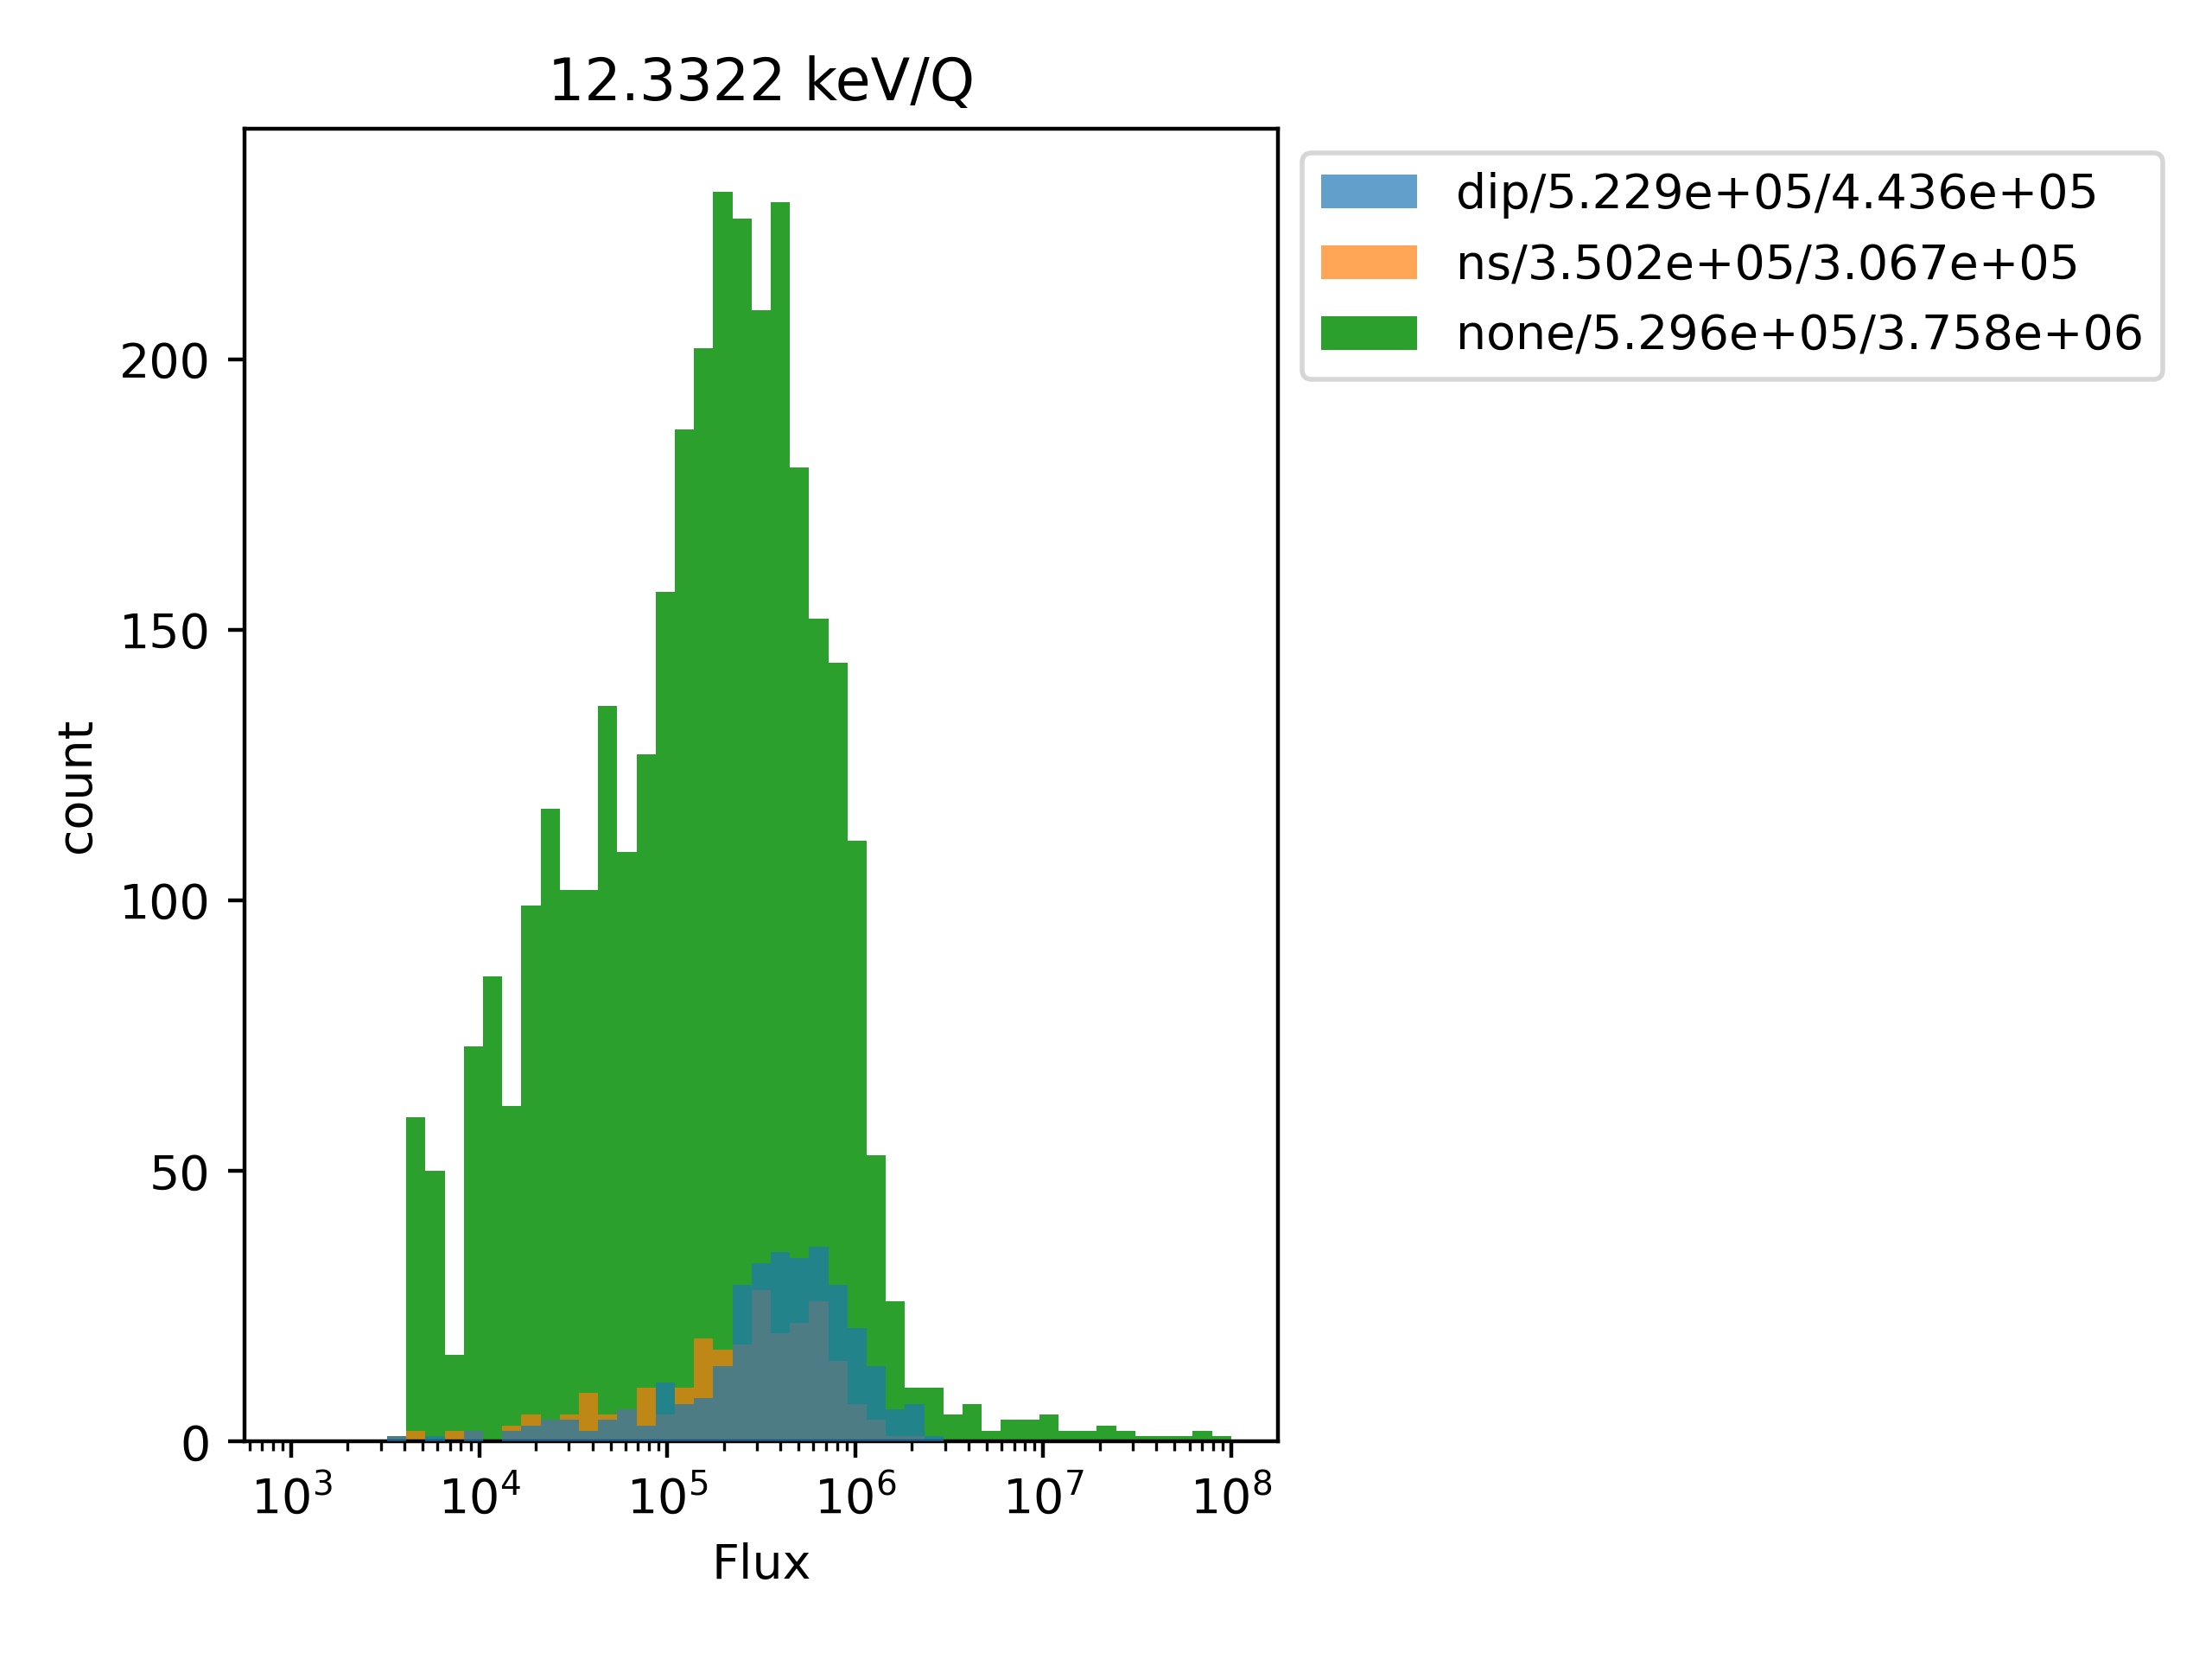 12.3322 keV/Q
dip/5.229e+05/4.436e+05
ns/3.502e+05/3.067e+05
none/5.296e+05/3.758e+06
count
200
150
100
50
0
10³ 10⁴ 10⁵ 10⁶ 10⁷ 10⁸
Flux